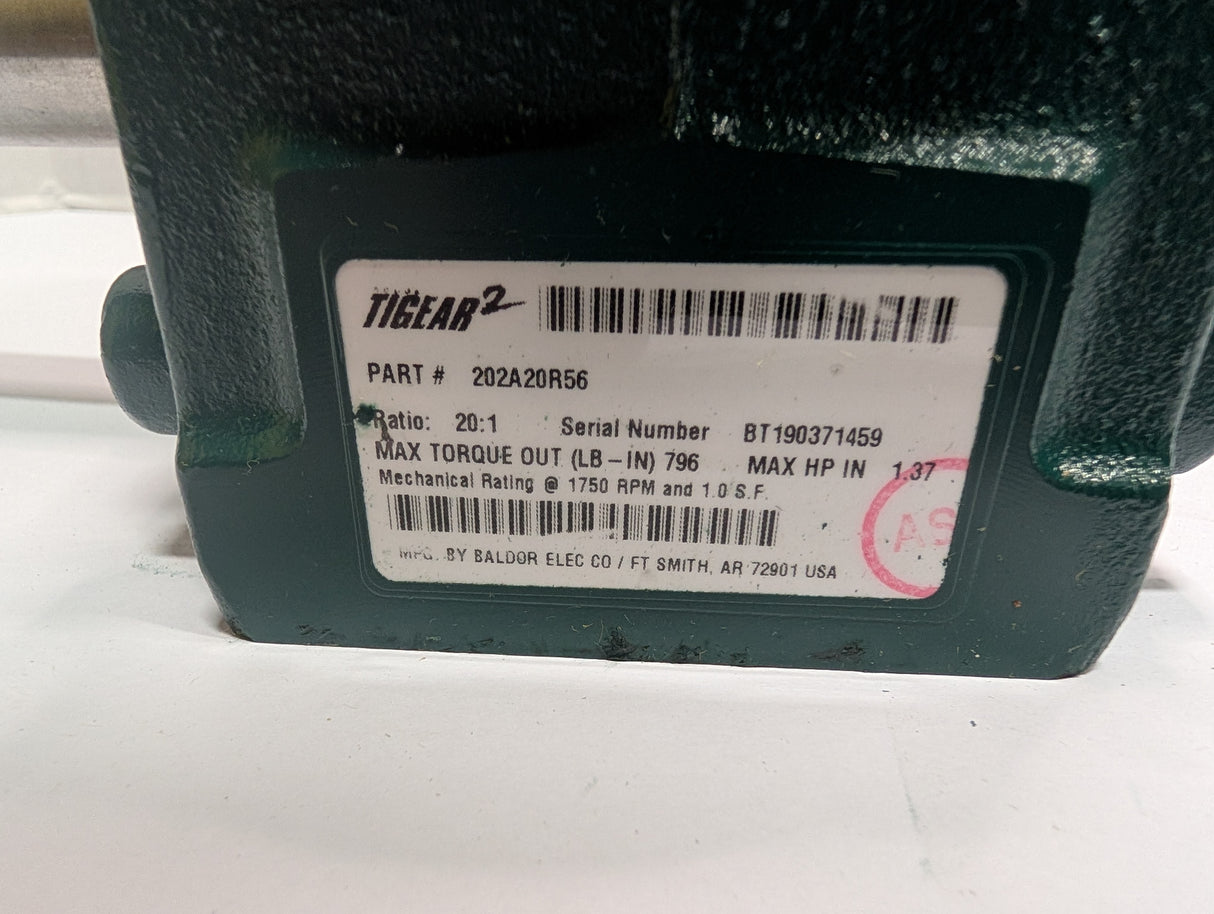 TIGEAR2
PART # 202A20R56
Ratio: 20:1 Serial Number BT190371459
MAX TORQUE OUT (LB-IN) 796 MAX HP IN 1.37
Mechanical Rating @ 1750 RPM and 1.0 S.F.
AS
MFG. BY BALDOR ELEC CO / FT SMITH, AR 72901 USA